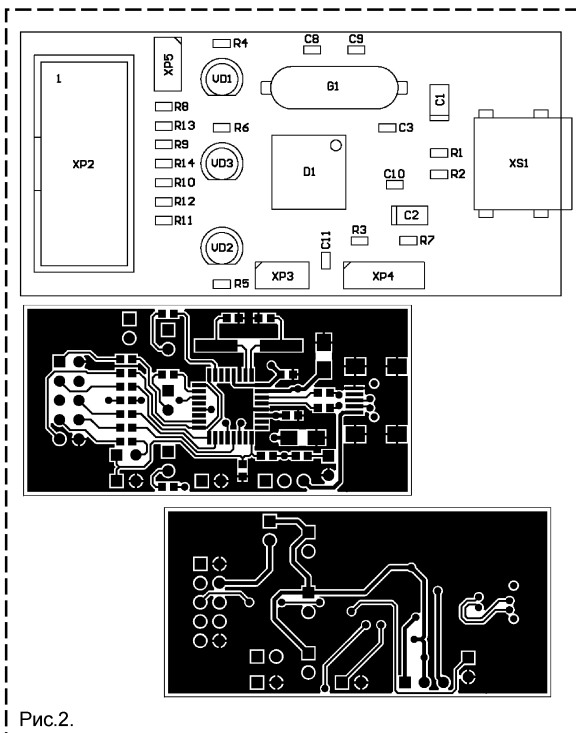 R4
C8
C9
XP5
VD1
G1
C1
1
R8
R13
R6
C3
R9
XP2
R14
VD3
D1
R1
XS1
R10
C10
R2
R12
R11
C2
VD2
C11
R3
R7
R5
XP3
XP4
Рис.2.